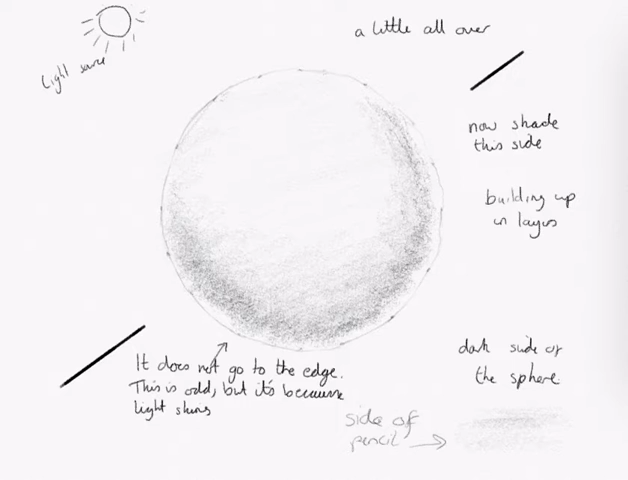 Light source
a little all over
now shade
this side
building up
in layers
It does not go to the edge.
This is odd, but it's because
light shins
dark side of
the sphere
side of
pencil